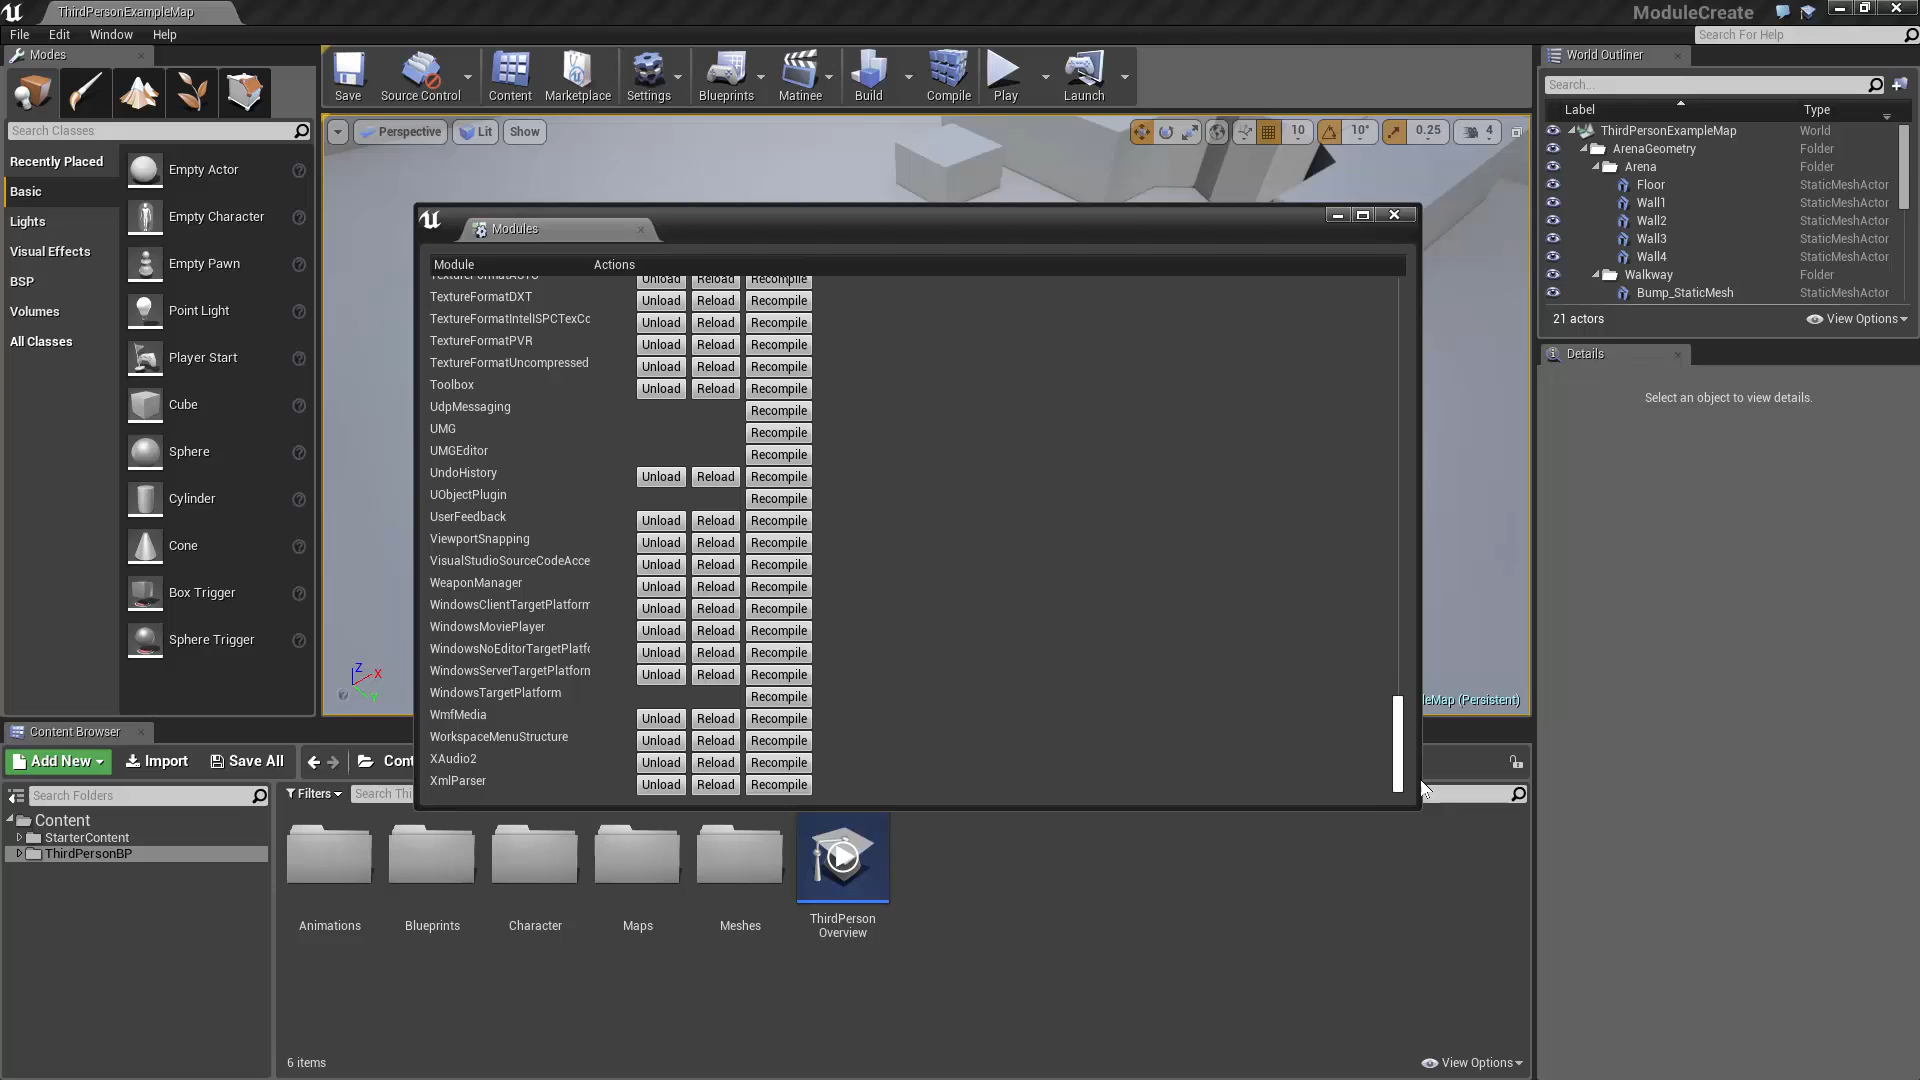 ThirdPersonExampleMap
ModuleCreate
File Edit Window Help
Search For Help
Modes
Save
Source Control
Content
Marketplace
Settings
Blueprints
Matinee
Build
Compile
Play
Launch
World Outliner
Search...
Label Type
ThirdPersonExampleMap World
ArenaGeometry Folder
Arena Folder
Floor StaticMeshActor
Wall1 StaticMeshActor
Wall2 StaticMeshActor
Wall3 StaticMeshActor
Wall4 StaticMeshActor
Walkway Folder
Bump_StaticMesh StaticMeshActor
21 actors
View Options
Details
Select an object to view details.
Search Classes
Recently Placed
Basic
Lights
Visual Effects
BSP
Volumes
All Classes
Empty Actor
Empty Character
Empty Pawn
Point Light
Player Start
Cube
Sphere
Cylinder
Cone
Box Trigger
Sphere Trigger
Perspective Lit Show
10 10° 0.25 4
Z X Y
leMap (Persistent)
Modules
Module Actions
Unload Reload Recompile
TextureFormatDXT Unload Reload Recompile
TextureFormatIntelISPCTexCc Unload Reload Recompile
TextureFormatPVR Unload Reload Recompile
TextureFormatUncompressed Unload Reload Recompile
Toolbox Unload Reload Recompile
UdpMessaging Recompile
UMG Recompile
UMGEditor Recompile
UndoHistory Unload Reload Recompile
UObjectPlugin Recompile
UserFeedback Unload Reload Recompile
ViewportSnapping Unload Reload Recompile
VisualStudioSourceCodeAcce Unload Reload Recompile
WeaponManager Unload Reload Recompile
WindowsClientTargetPlatform Unload Reload Recompile
WindowsMoviePlayer Unload Reload Recompile
WindowsNoEditorTargetPlatfo Unload Reload Recompile
WindowsServerTargetPlatforn Unload Reload Recompile
WindowsTargetPlatform Recompile
WmfMedia Unload Reload Recompile
WorkspaceMenuStructure Unload Reload Recompile
XAudio2 Unload Reload Recompile
XmlParser Unload Reload Recompile
Content Browser
Add New Import Save All Cont
Search Folders
Content
StarterContent
ThirdPersonBP
Filters Search Thi
Animations
Blueprints
Character
Maps
Meshes
ThirdPerson
Overview
6 items
View Options